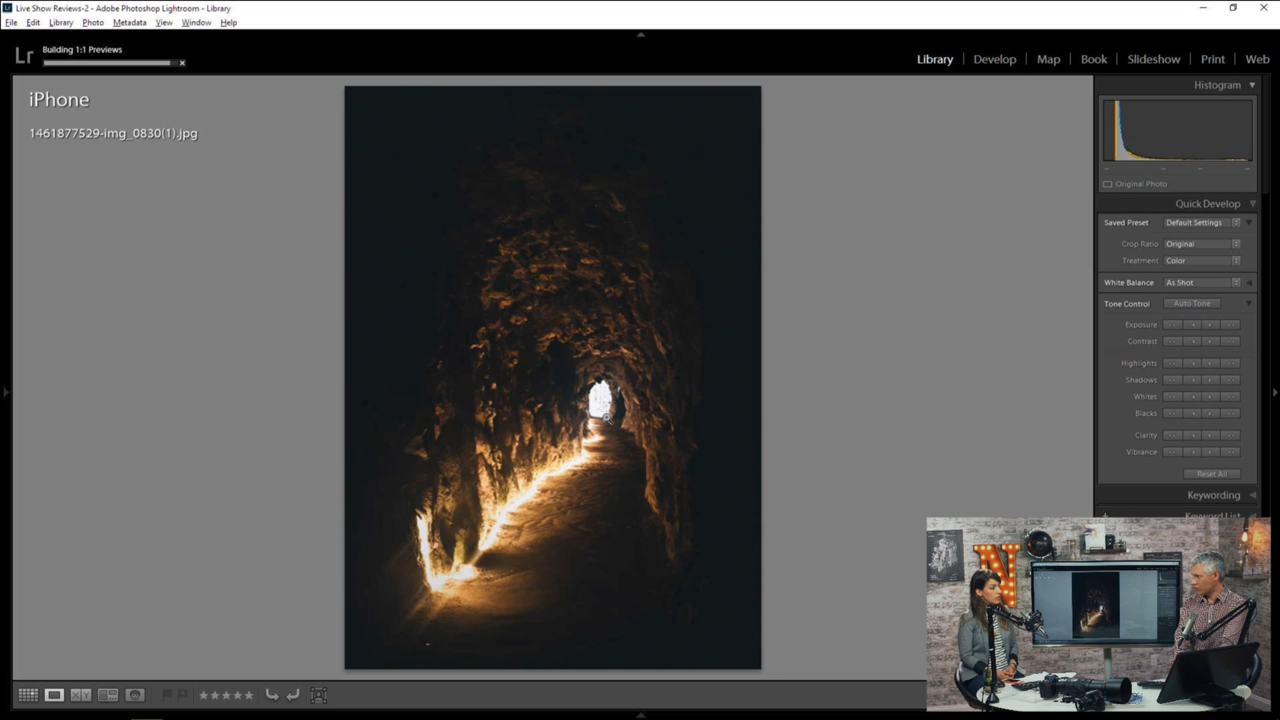 Lr Live Show Reviews-2 - Adobe Photoshop Lightroom - Library
File Edit Library Photo Metadata View Window Help
Lr Building 1:1 Previews
Library | Develop | Map | Book | Slideshow | Print | Web
iPhone
1461877529-img_0830(1).jpg
Histogram
Original Photo
Quick Develop
Saved Preset Default Settings
Crop Ratio Original
Treatment Color
White Balance As Shot
Tone Control Auto Tone
Exposure
Contrast
Highlights
Shadows
Whites
Blacks
Clarity
Vibrance
Reset All
Keywording
Keyword List
X Y
N